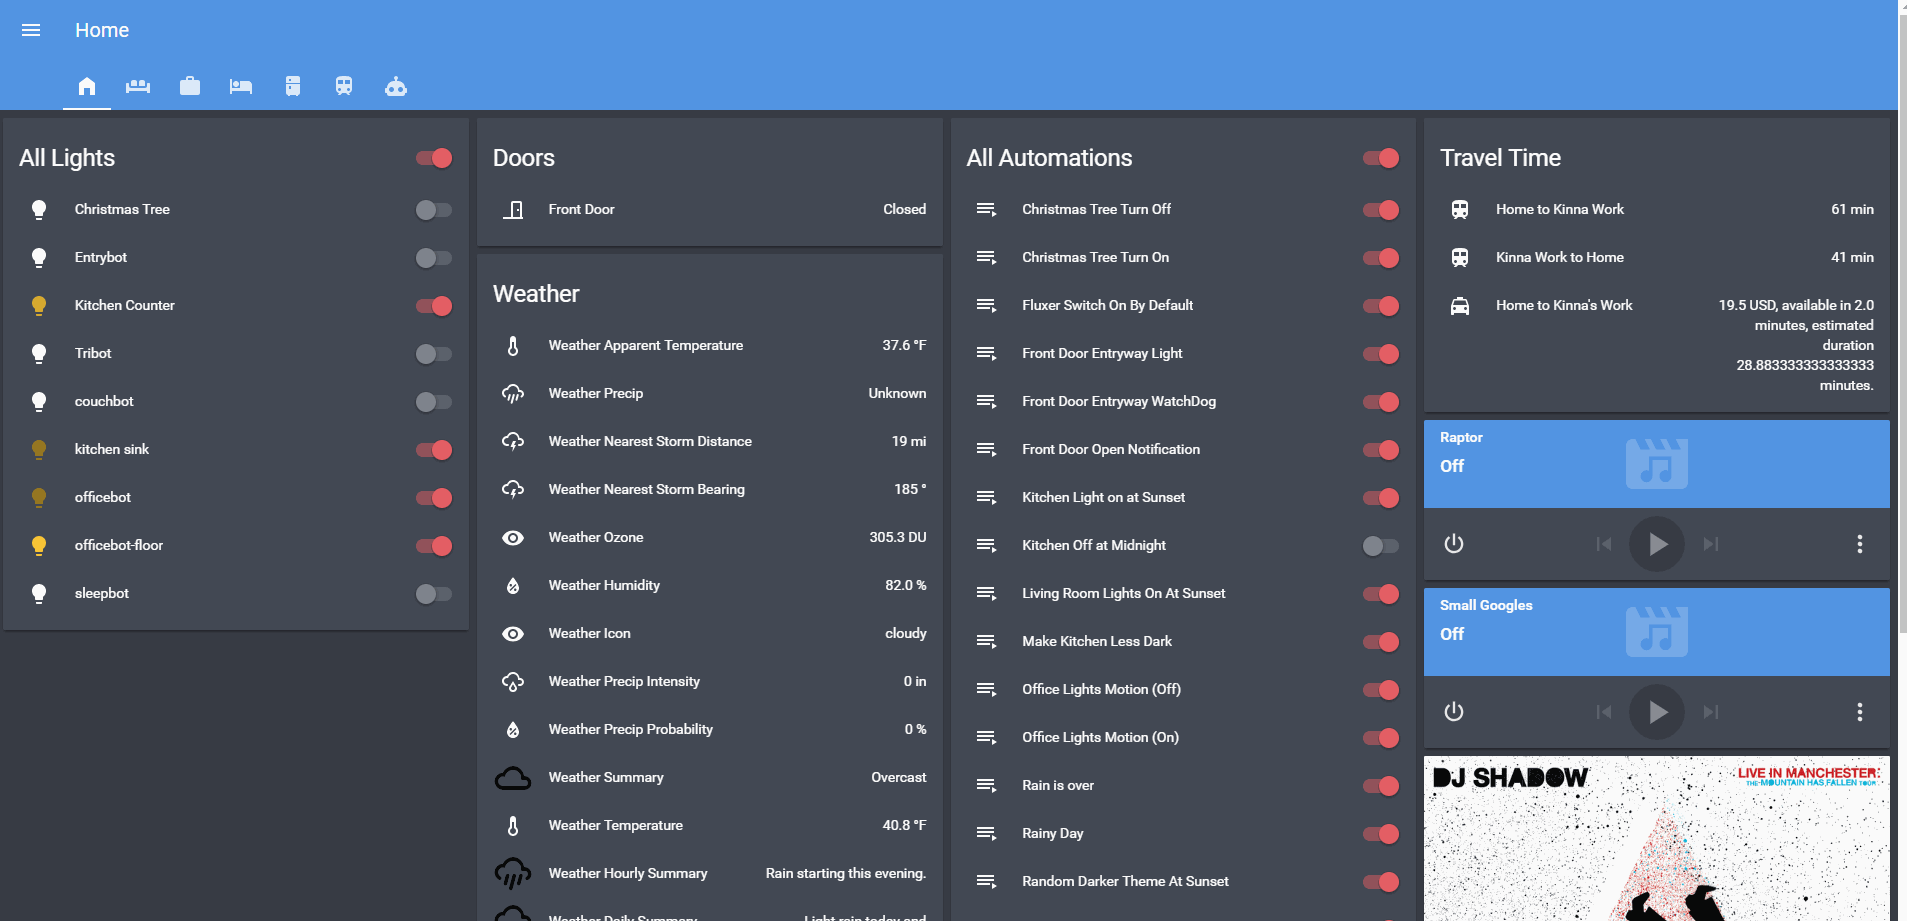 Home
All Lights
Christmas Tree
Entrybot
Kitchen Counter
Tribot
couchbot
kitchen sink
officebot
officebot-floor
sleepbot
Doors
Front Door Closed
Weather
Weather Apparent Temperature 37.6 °F
Weather Precip Unknown
Weather Nearest Storm Distance 19 mi
Weather Nearest Storm Bearing 185 °
Weather Ozone 305.3 DU
Weather Humidity 82.0 %
Weather Icon cloudy
Weather Precip Intensity 0 in
Weather Precip Probability 0 %
Weather Summary Overcast
Weather Temperature 40.8 °F
Weather Hourly Summary Rain starting this evening.
Weather Daily Summary Light rain today and
All Automations
Christmas Tree Turn Off
Christmas Tree Turn On
Fluxer Switch On By Default
Front Door Entryway Light
Front Door Entryway WatchDog
Front Door Open Notification
Kitchen Light on at Sunset
Kitchen Off at Midnight
Living Room Lights On At Sunset
Make Kitchen Less Dark
Office Lights Motion (Off)
Office Lights Motion (On)
Rain is over
Rainy Day
Random Darker Theme At Sunset
Travel Time
Home to Kinna Work 61 min
Kinna Work to Home 41 min
Home to Kinna's Work 19.5 USD, available in 2.0
minutes, estimated
duration
28.883333333333333
minutes.
Raptor
Off
Small Googles
Off
DJ SHADOW
LIVE IN MANCHESTER:
THE MOUNTAIN HAS FALLEN TOUR